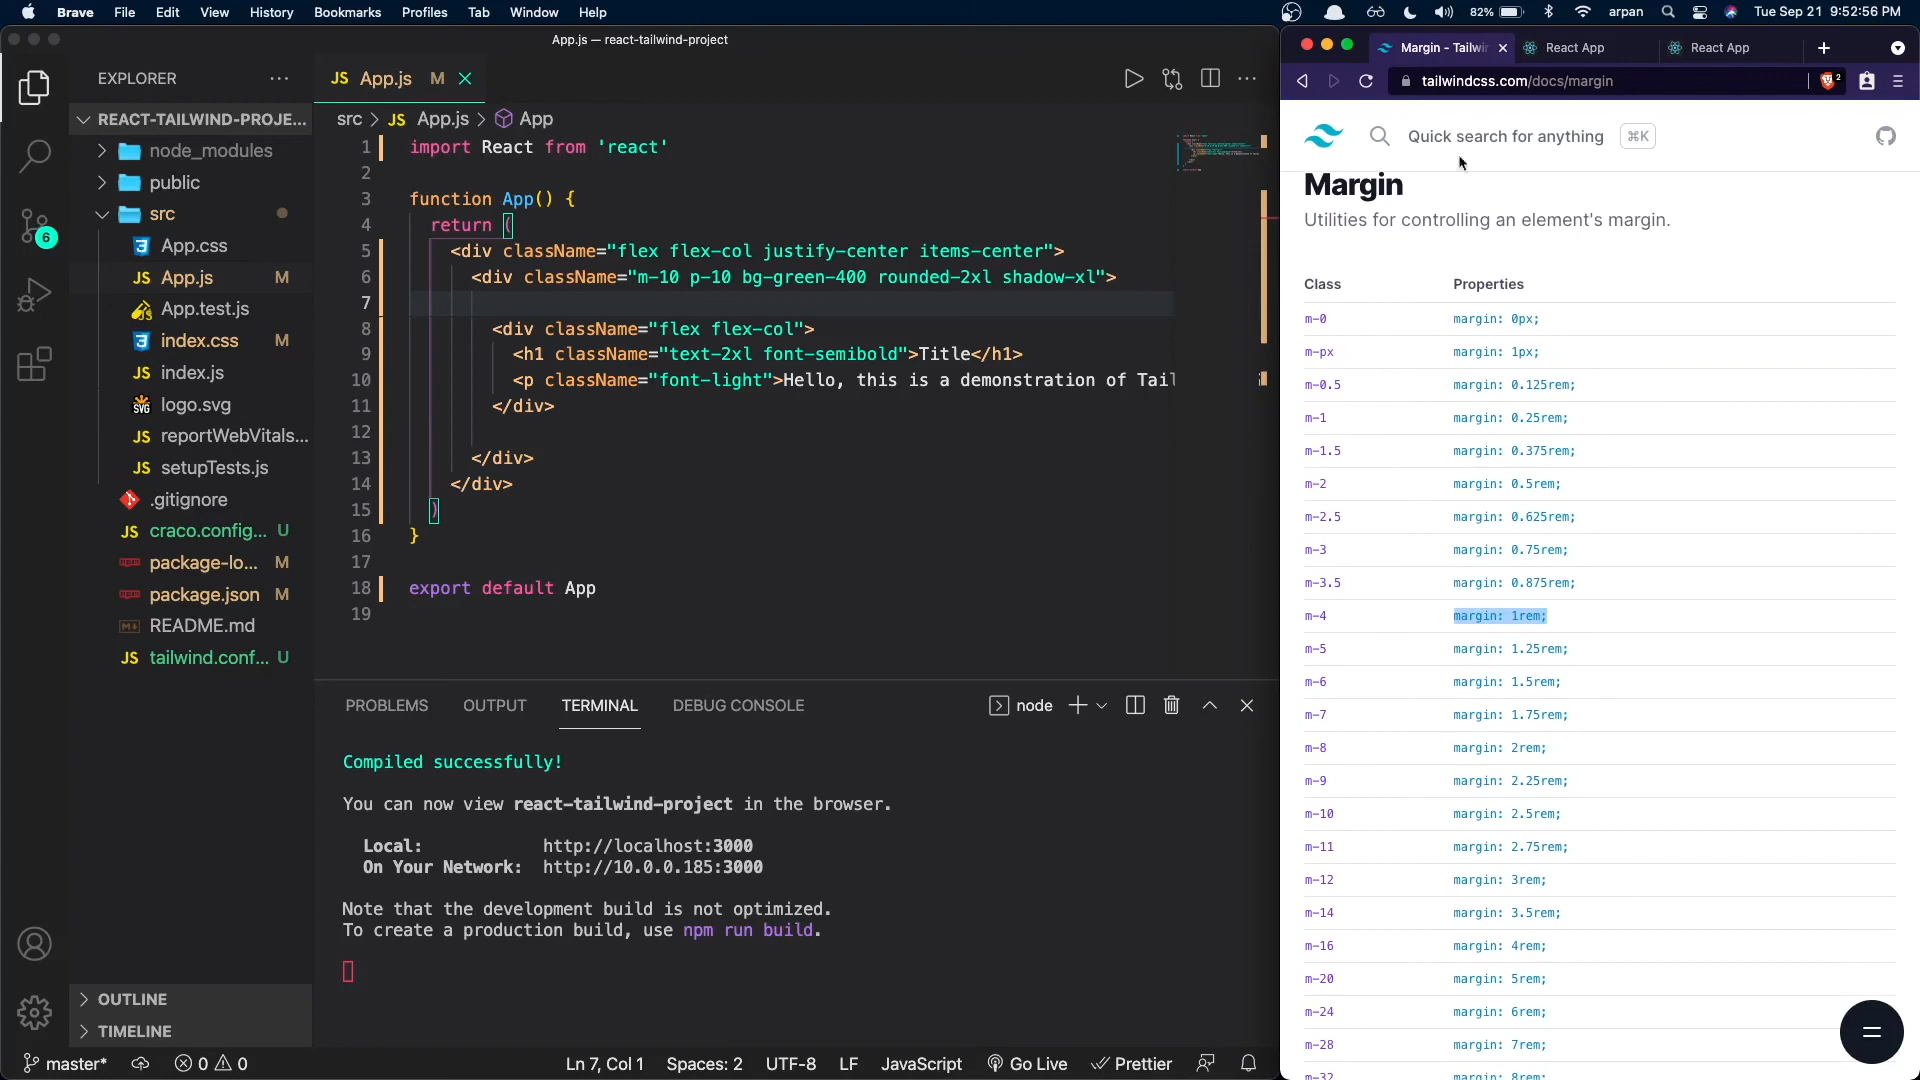 Brave File Edit View History Bookmarks Profiles Tab Window Help
82% arpan Tue Sep 21 9:52:56 PM
App.js — react-tailwind-project
EXPLORER
REACT-TAILWIND-PROJE...
node_modules
public
src
App.css
App.js M
App.test.js
index.css M
index.js
SVG logo.svg
reportWebVitals...
setupTests.js
.gitignore
craco.config... U
package-lo... M
package.json M
README.md
tailwind.conf... U
OUTLINE
TIMELINE
6
JS App.js M
src > JS App.js > App
1 import React from 'react'
2
3 function App() {
4 return (
5 <div className="flex flex-col justify-center items-center">
6 <div className="m-10 p-10 bg-green-400 rounded-2xl shadow-xl">
7
8 <div className="flex flex-col">
9 <h1 className="text-2xl font-semibold">Title</h1>
10 <p className="font-light">Hello, this is a demonstration of Tail
11 </div>
12
13 </div>
14 </div>
15 )
16 }
17
18 export default App
19
PROBLEMS OUTPUT TERMINAL DEBUG CONSOLE
node
Compiled successfully!
You can now view react-tailwind-project in the browser.
Local: http://localhost:3000
On Your Network: http://10.0.0.185:3000
Note that the development build is not optimized.
To create a production build, use npm run build.
master* 0 0
Ln 7, Col 1 Spaces: 2 UTF-8 LF JavaScript Go Live Prettier
Margin - Tailwin
React App
React App
tailwindcss.com/docs/margin
2
Quick search for anything ⌘K
Margin
Utilities for controlling an element's margin.
Class Properties
m-0 margin: 0px;
m-px margin: 1px;
m-0.5 margin: 0.125rem;
m-1 margin: 0.25rem;
m-1.5 margin: 0.375rem;
m-2 margin: 0.5rem;
m-2.5 margin: 0.625rem;
m-3 margin: 0.75rem;
m-3.5 margin: 0.875rem;
m-4 margin: 1rem;
m-5 margin: 1.25rem;
m-6 margin: 1.5rem;
m-7 margin: 1.75rem;
m-8 margin: 2rem;
m-9 margin: 2.25rem;
m-10 margin: 2.5rem;
m-11 margin: 2.75rem;
m-12 margin: 3rem;
m-14 margin: 3.5rem;
m-16 margin: 4rem;
m-20 margin: 5rem;
m-24 margin: 6rem;
m-28 margin: 7rem;
m-32 margin: 8rem;